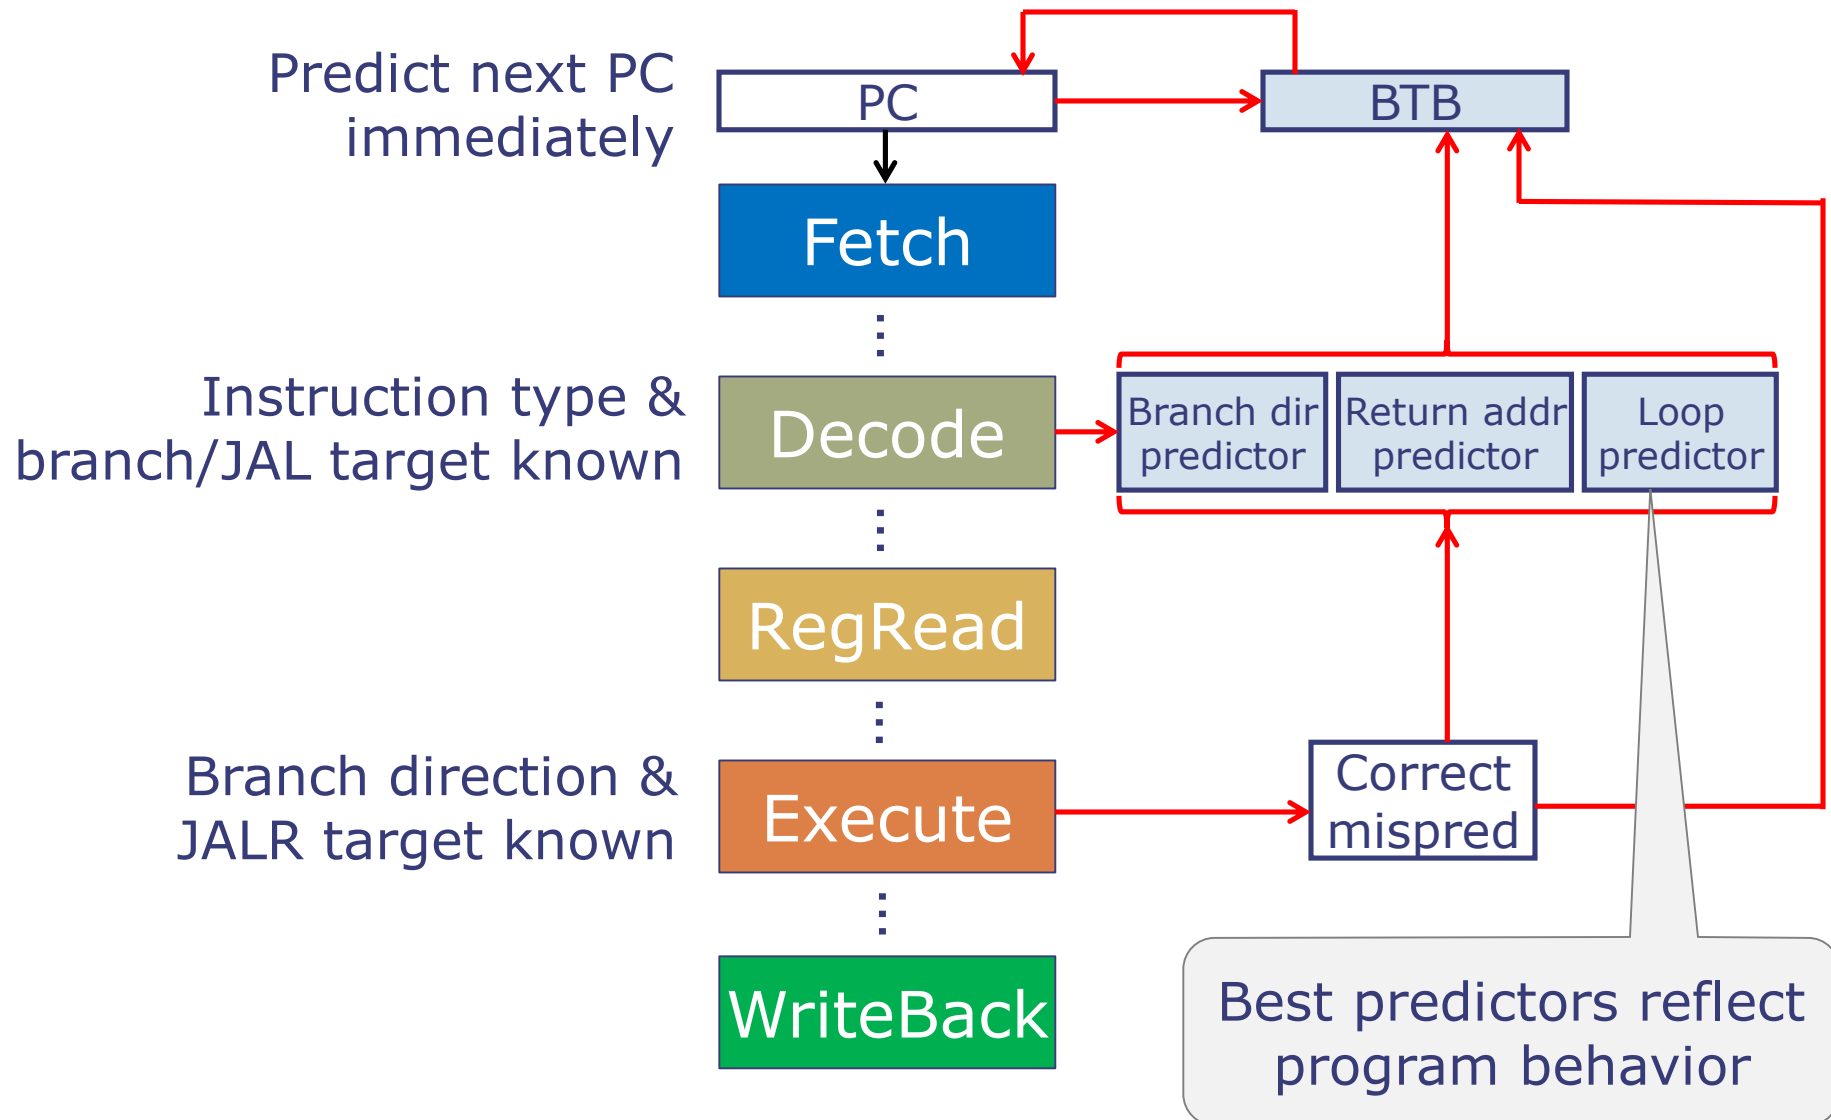 Predict next PC
immediately
PC
BTB
Fetch
Instruction type &
branch/JAL target known
Decode
Branch dir
predictor
Return addr
predictor
Loop
predictor
RegRead
Branch direction &
JALR target known
Execute
Correct
mispred
WriteBack
Best predictors reflect
program behavior